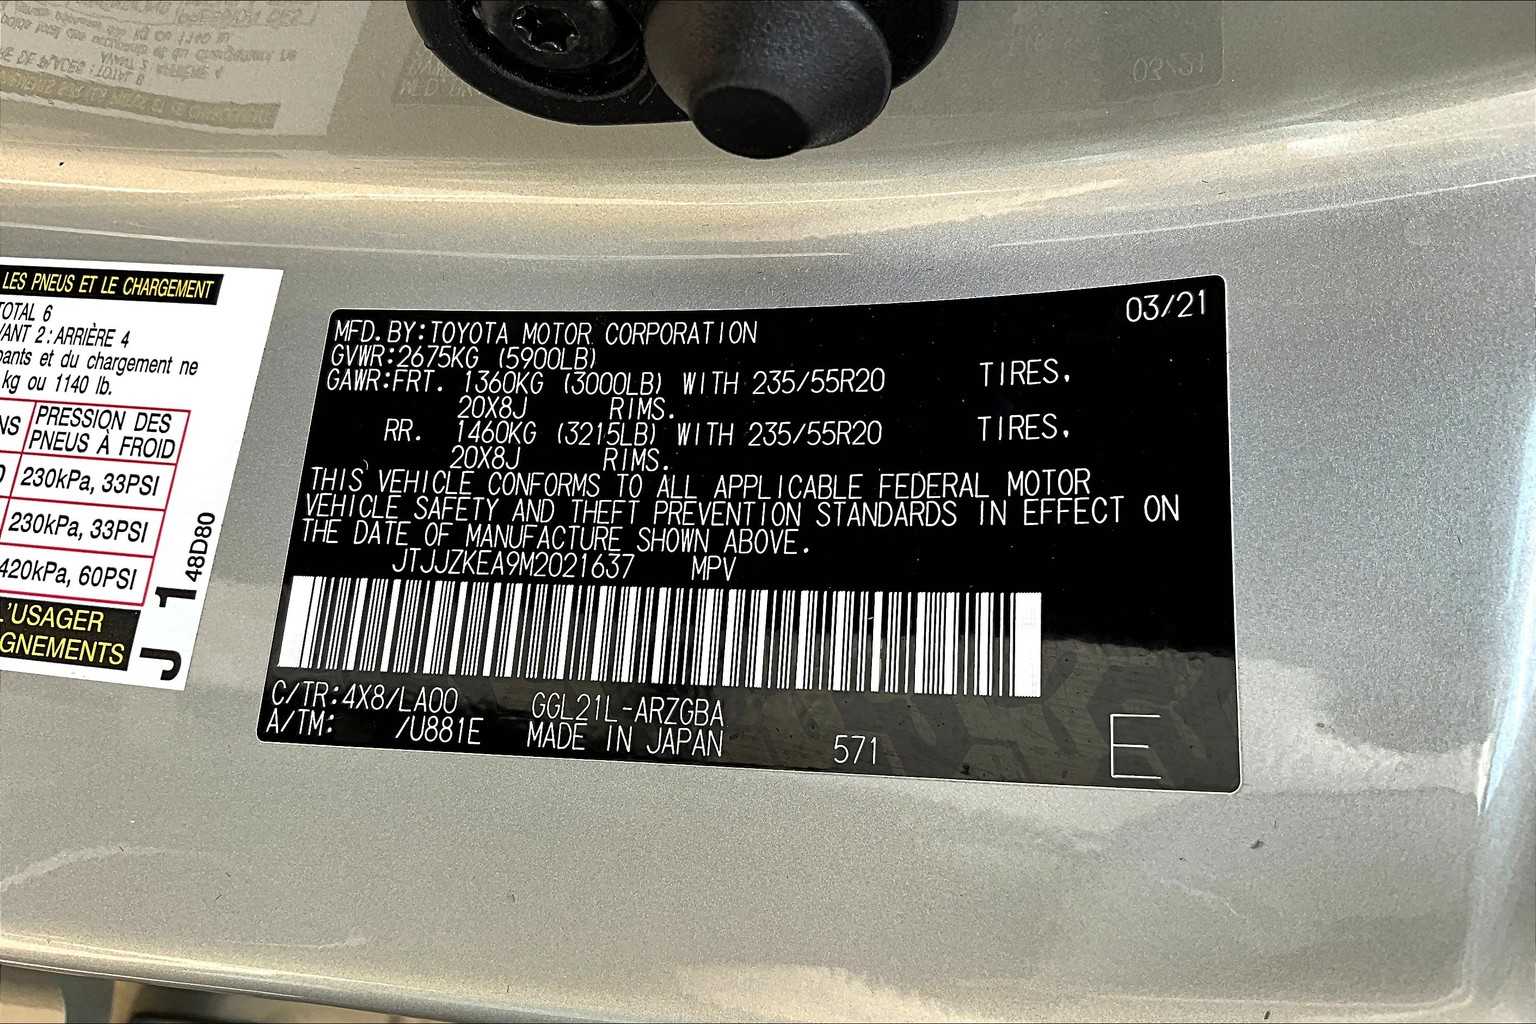 LES PNEUS ET LE CHARGEMENT
TOTAL 6
VANT 2 : ARRIÈRE 4
pants et du chargement ne
kg ou 1140 lb.
NS PRESSION DES
PNEUS À FROID
230kPa, 33PSI
230kPa, 33PSI
420kPa, 60PSI
L'USAGER
GNEMENTS
J 1 48D80
03/21
MFD. BY:TOYOTA MOTOR CORPORATION
GVWR:2675KG (5900LB)
GAWR:FRT. 1360KG (3000LB) WITH 235/55R20 TIRES.
20X8J RIMS.
RR. 1460KG (3215LB) WITH 235/55R20 TIRES.
20X8J RIMS.
THIS VEHICLE CONFORMS TO ALL APPLICABLE FEDERAL MOTOR
VEHICLE SAFETY AND THEFT PREVENTION STANDARDS IN EFFECT ON
THE DATE OF MANUFACTURE SHOWN ABOVE.
JTJJZKEA9M2021637 MPV
C/TR:4X8/LA00 GGL21L-ARZGBA
A/TM: /U881E MADE IN JAPAN 571 E